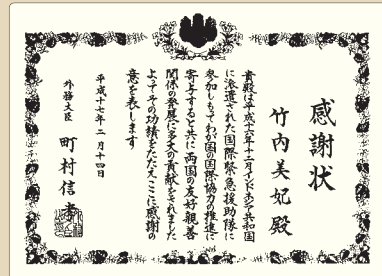 感謝状
竹内美妃 殿
貴殿は平成十六年十二月インドネシア共和国
に派遣された国際緊急援助隊に
参加しもってわが国の国際協力の推進に
寄与すると共に両国の友好親善
関係の発展に多大の貢献をされました
よってその功績をたたえここに感謝の
意を表します
平成十七年二月十四日
外務大臣 町村信孝